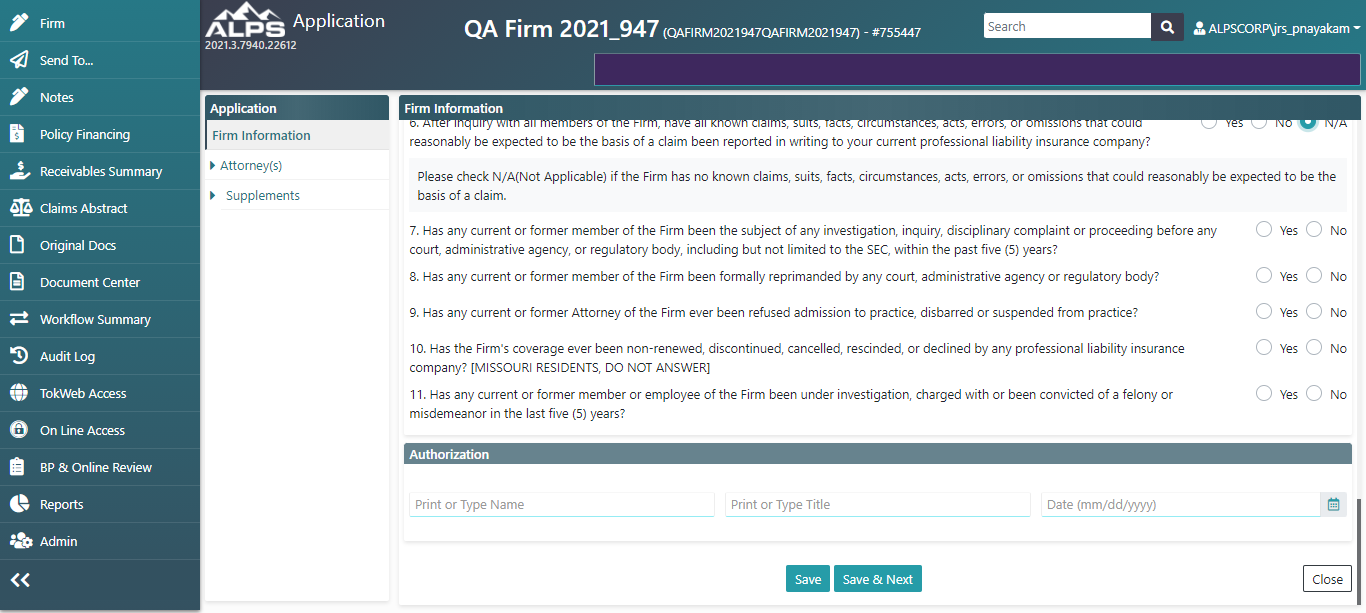 Firm
Send To...
Notes
Policy Financing
Receivables Summary
Claims Abstract
Original Docs
Document Center
Workflow Summary
Audit Log
TokWeb Access
On Line Access
BP & Online Review
Reports
Admin
ALPS Application
2021.3.7940.22612
QA Firm 2021_947 (QAFIRM2021947QAFIRM2021947) - #755447
Search
ALPSCORP\jrs_pnayakam
Application
Firm Information
Attorney(s)
Supplements
Firm Information
6. After inquiry with all members of the Firm, have all known claims, suits, facts, circumstances, acts, errors, or omissions that could
reasonably be expected to be the basis of a claim been reported in writing to your current professional liability insurance company?
Yes No N/A
Please check N/A(Not Applicable) if the Firm has no known claims, suits, facts, circumstances, acts, errors, or omissions that could reasonably be expected to be the
basis of a claim.
7. Has any current or former member of the Firm been the subject of any investigation, inquiry, disciplinary complaint or proceeding before any
court, administrative agency, or regulatory body, including but not limited to the SEC, within the past five (5) years?
Yes No
8. Has any current or former member of the Firm been formally reprimanded by any court, administrative agency or regulatory body?
Yes No
9. Has any current or former Attorney of the Firm ever been refused admission to practice, disbarred or suspended from practice?
Yes No
10. Has the Firm's coverage ever been non-renewed, discontinued, cancelled, rescinded, or declined by any professional liability insurance
company? [MISSOURI RESIDENTS, DO NOT ANSWER]
Yes No
11. Has any current or former member or employee of the Firm been under investigation, charged with or been convicted of a felony or
misdemeanor in the last five (5) years?
Yes No
Authorization
Print or Type Name
Print or Type Title
Date (mm/dd/yyyy)
Save
Save & Next
Close